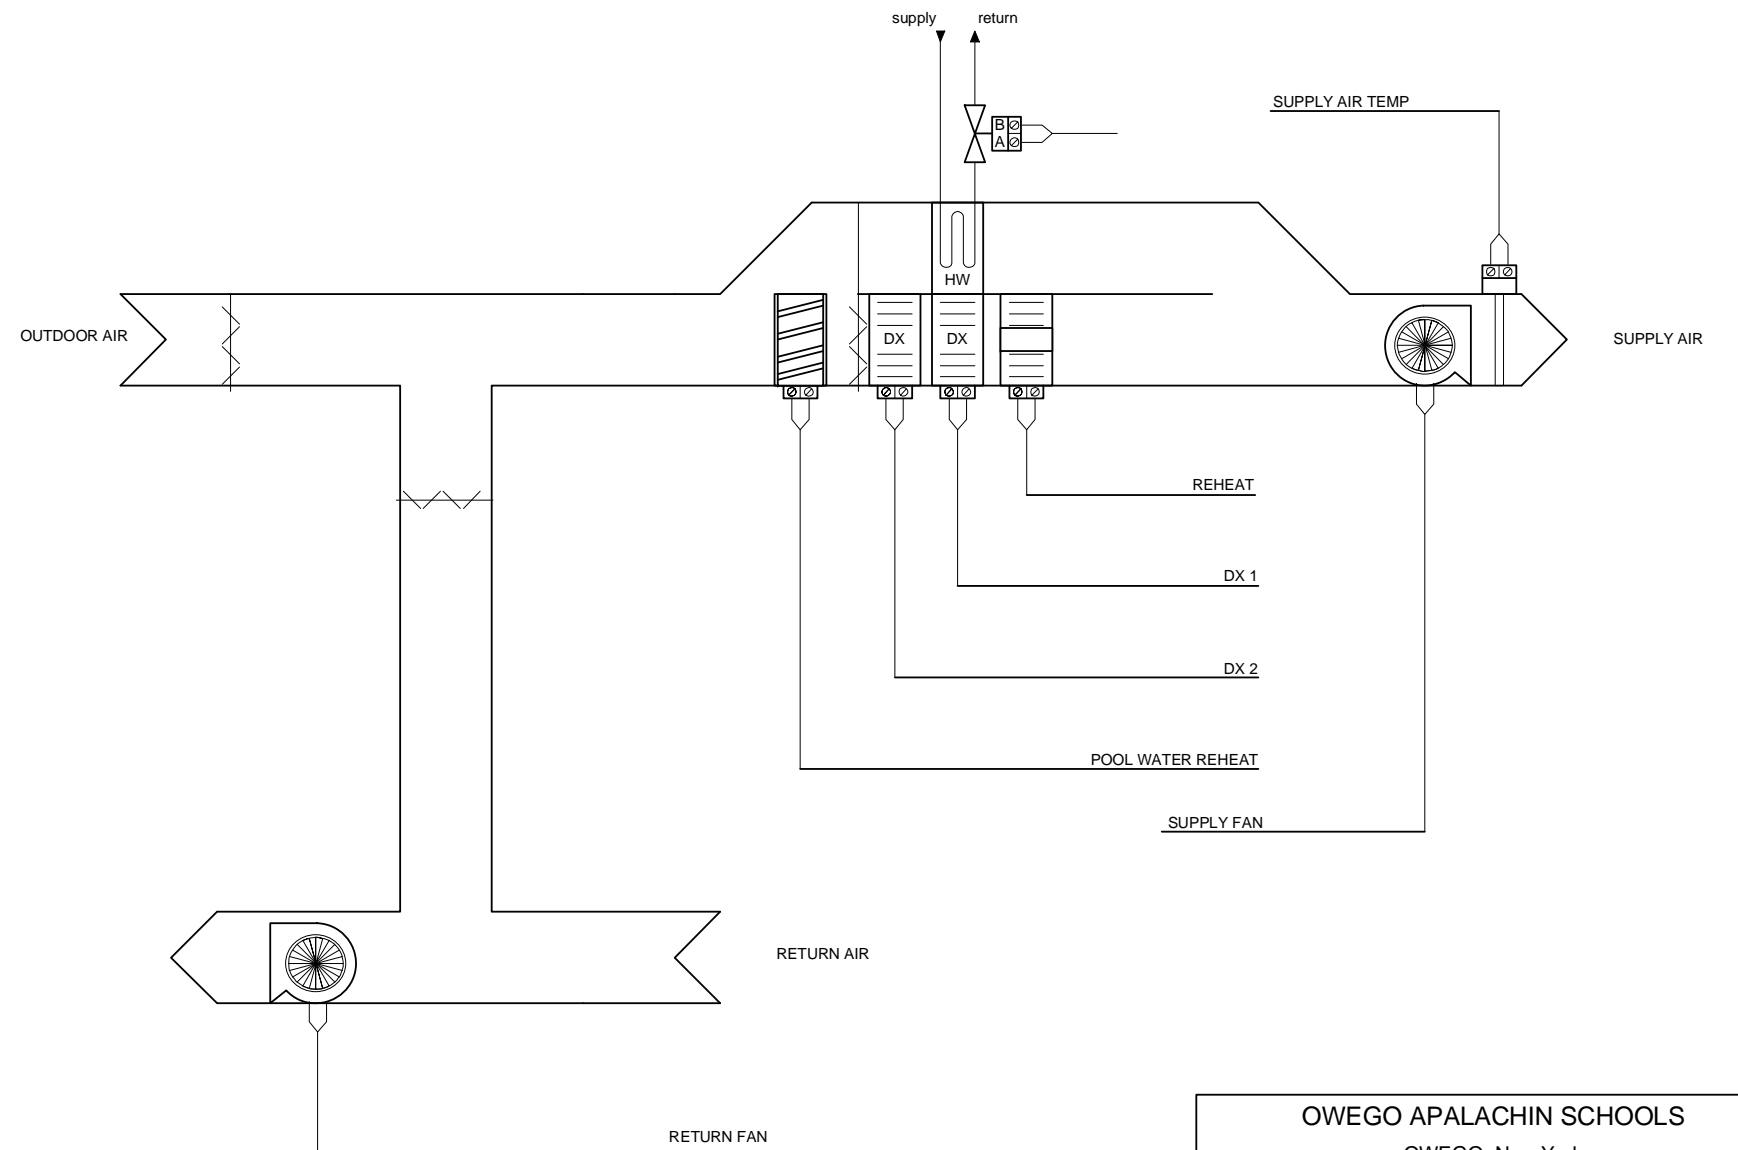 supply return
SUPPLY AIR TEMP
B
A
HW
OUTDOOR AIR
DX DX
SUPPLY AIR
REHEAT
DX 1
DX 2
POOL WATER REHEAT
SUPPLY FAN
RETURN AIR
OWEGO APALACHIN SCHOOLS
RETURN FAN